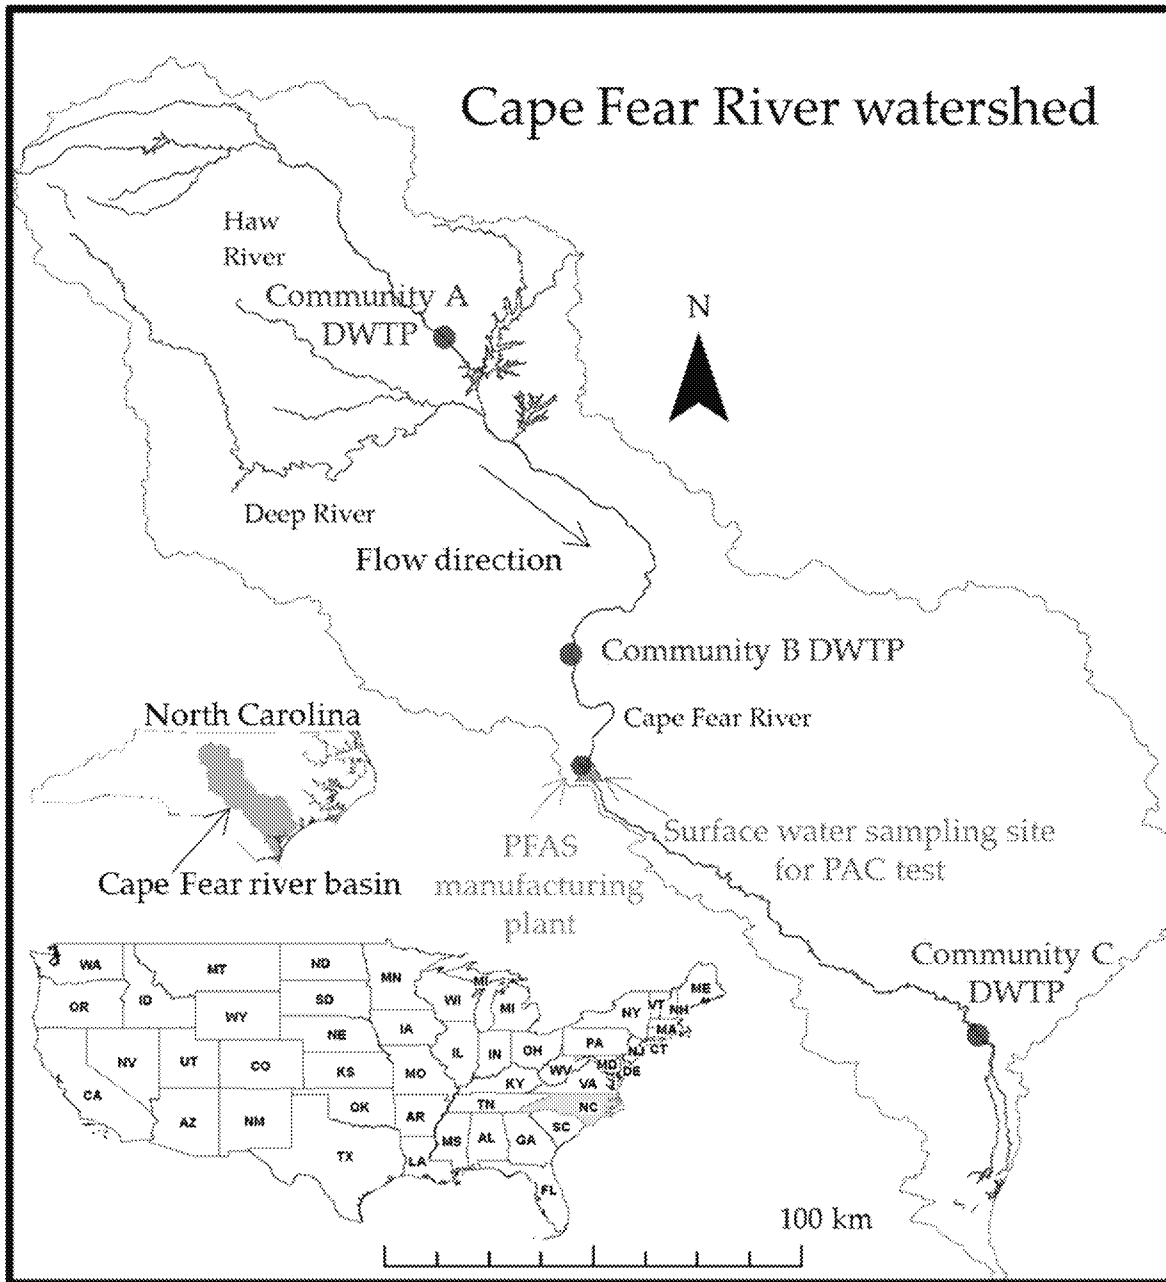 Cape Fear River watershed
Haw
River
Community A
DWTP
N
Deep River
Flow direction
Community B DWTP
North Carolina
Cape Fear River
Surface water sampling site
for PAC test
PFAS
manufacturing
plant
Cape Fear river basin
Community C
DWTP
WA
MT
ND
MN
OR
ID
WY
SD
WI
MI
MI
NY
VT
NH
ME
MA
CT
NV
UT
CO
NE
IA
IL
IN
OH
PA
NJ
MD
DE
CA
AZ
NM
KS
MO
KY
WV
VA
OK
AR
TN
NC
TX
LA
MS
AL
GA
SC
FL
100 km